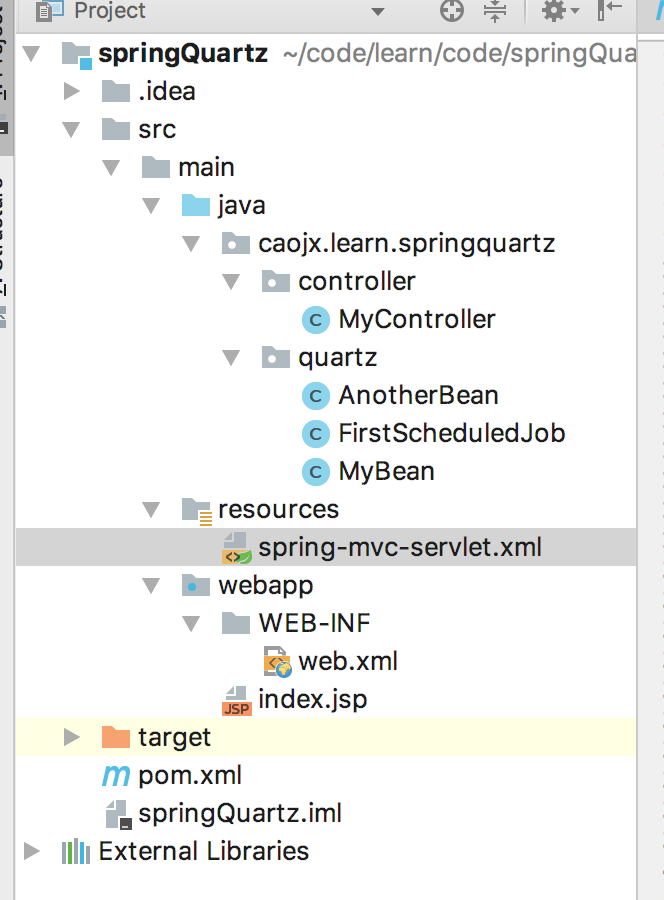 Project
springQuartz ~/code/learn/code/springQua
.idea
src
main
java
caojx.learn.springquartz
controller
C MyController
quartz
C AnotherBean
C FirstScheduledJob
C MyBean
resources
spring-mvc-servlet.xml
webapp
WEB-INF
web.xml
JSP index.jsp
target
m pom.xml
springQuartz.iml
External Libraries